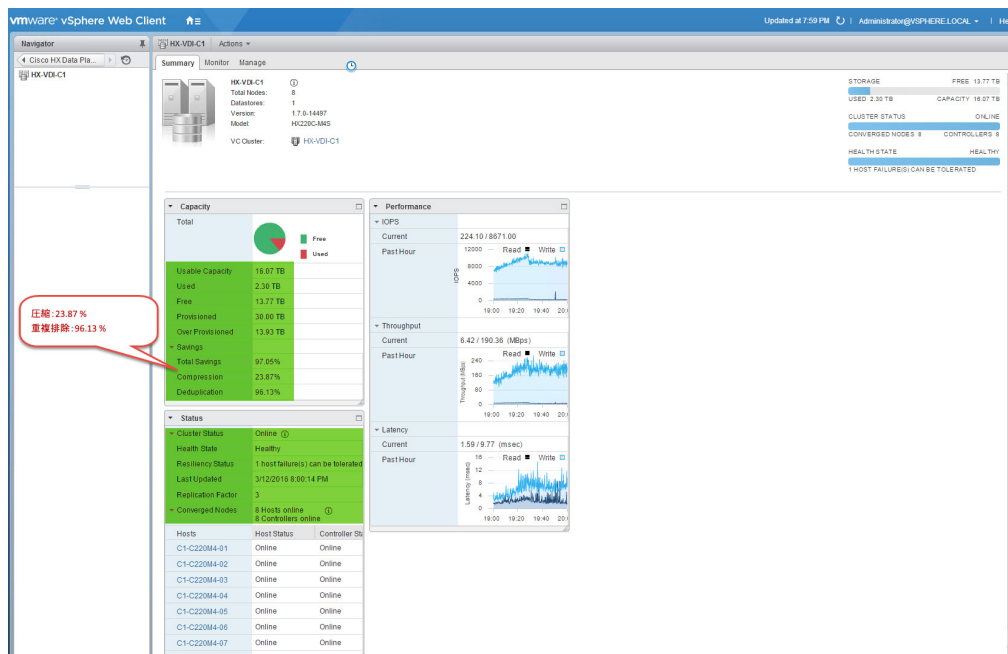 vmware® vSphere Web Client
Updated at 7:59 PM | Administrator@VSPHERE.LOCAL | He
Navigator
Cisco HX Data Pla...
HX-VDI-C1
HX-VDI-C1 Actions
Summary Monitor Manage
HX-VDI-C1
Total Nodes: 8
Datastores: 1
Version: 1.7.0-14497
Model: HX220C-M4S
VC Cluster: HX-VDI-C1
STORAGE FREE 13.77 TB
USED 2.30 TB CAPACITY 16.07 TB
CLUSTER STATUS ONLINE
CONVERGED NODES 8 CONTROLLERS 8
HEALTH STATE HEALTHY
1 HOST FAILURE(S) CAN BE TOLERATED
圧縮:23.87 %
重複排除:96.13 %
Capacity
Total
Free
Used
Usable Capacity 16.07 TB
Used 2.30 TB
Free 13.77 TB
Provisioned 30.00 TB
Over Provisioned 13.93 TB
Savings
Total Savings 97.05%
Compression 23.87%
Deduplication 96.13%
Status
Cluster Status Online
Health State Healthy
Resiliency Status 1 host failure(s) can be tolerated
Last Updated 3/12/2016 8:00:14 PM
Replication Factor 3
Converged Nodes 8 Hosts online
8 Controllers online
Hosts Host Status Controller Sta
C1-C220M4-01 Online Online
C1-C220M4-02 Online Online
C1-C220M4-03 Online Online
C1-C220M4-04 Online Online
C1-C220M4-05 Online Online
C1-C220M4-06 Online Online
C1-C220M4-07 Online Online
Performance
IOPS
Current 224.10 / 8671.00
Past Hour
Read Write
IOPS
12000
8000
4000
0
19:00 19:20 19:40 20:
Throughput
Current 6.42 / 190.36 (MBps)
Past Hour
Read Write
Throughput (MBps)
240
160
80
0
19:00 19:20 19:40 20:
Latency
Current 1.59 / 9.77 (msec)
Past Hour
Read Write
Latency (msec)
16
12
8
4
0
19:00 19:20 19:40 20: